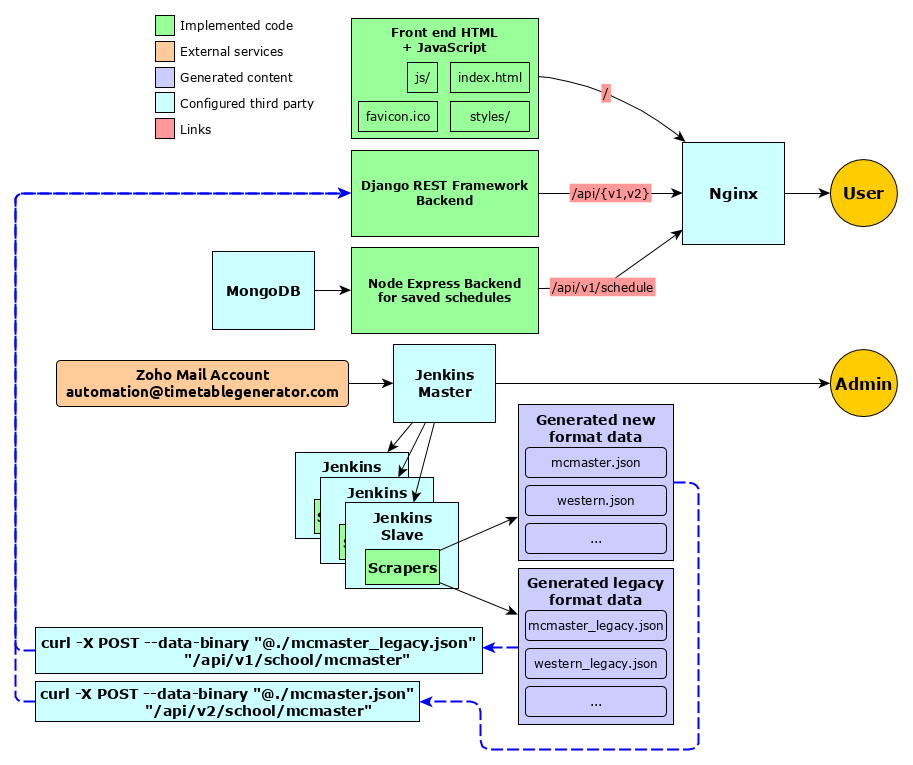 Implemented code
External services
Generated content
Configured third party
Links
Front end HTML
+ JavaScript
js/
index.html
favicon.ico
styles/
/
Django REST Framework
Backend
/api/{v1,v2}
Nginx
User
MongoDB
Node Express Backend
for saved schedules
/api/v1/schedule
Zoho Mail Account
automation@timetablegenerator.com
Jenkins
Master
Admin
Jenkins
Jenkins
Jenkins
Slave
Scrapers
Generated new
format data
mcmaster.json
western.json
...
Generated legacy
format data
mcmaster_legacy.json
western_legacy.json
...
curl -X POST --data-binary "@./mcmaster_legacy.json"
"/api/v1/school/mcmaster"
curl -X POST --data-binary "@./mcmaster.json"
"/api/v2/school/mcmaster"